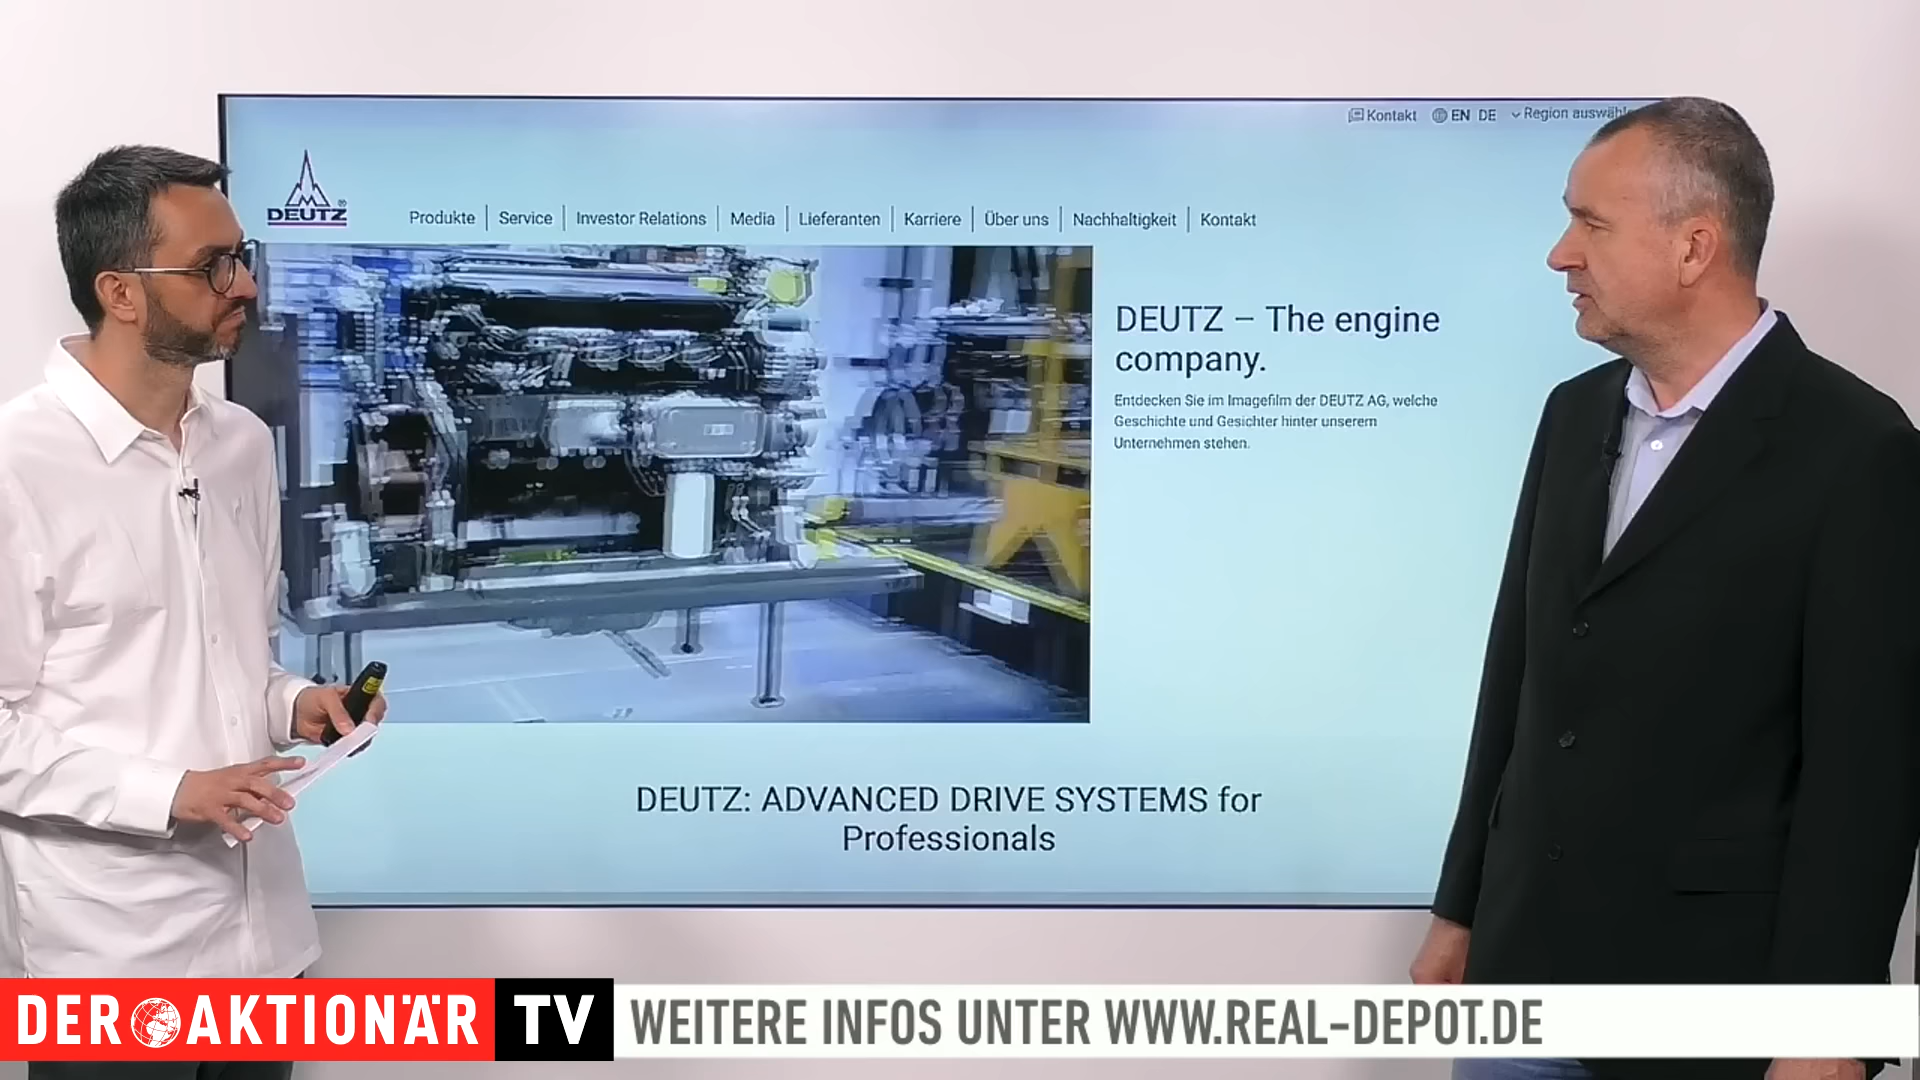 Kontakt EN DE Region auswähle
DEUTZ
Produkte Service Investor Relations Media Lieferanten Karriere Über uns Nachhaltigkeit Kontakt
DEUTZ – The engine
company.
Entdecken Sie im Imagefilm der DEUTZ AG, welche
Geschichte und Gesichter hinter unserem
Unternehmen stehen.
DEUTZ: ADVANCED DRIVE SYSTEMS for
Professionals
DER AKTIONÄR TV WEITERE INFOS UNTER WWW.REAL-DEPOT.DE